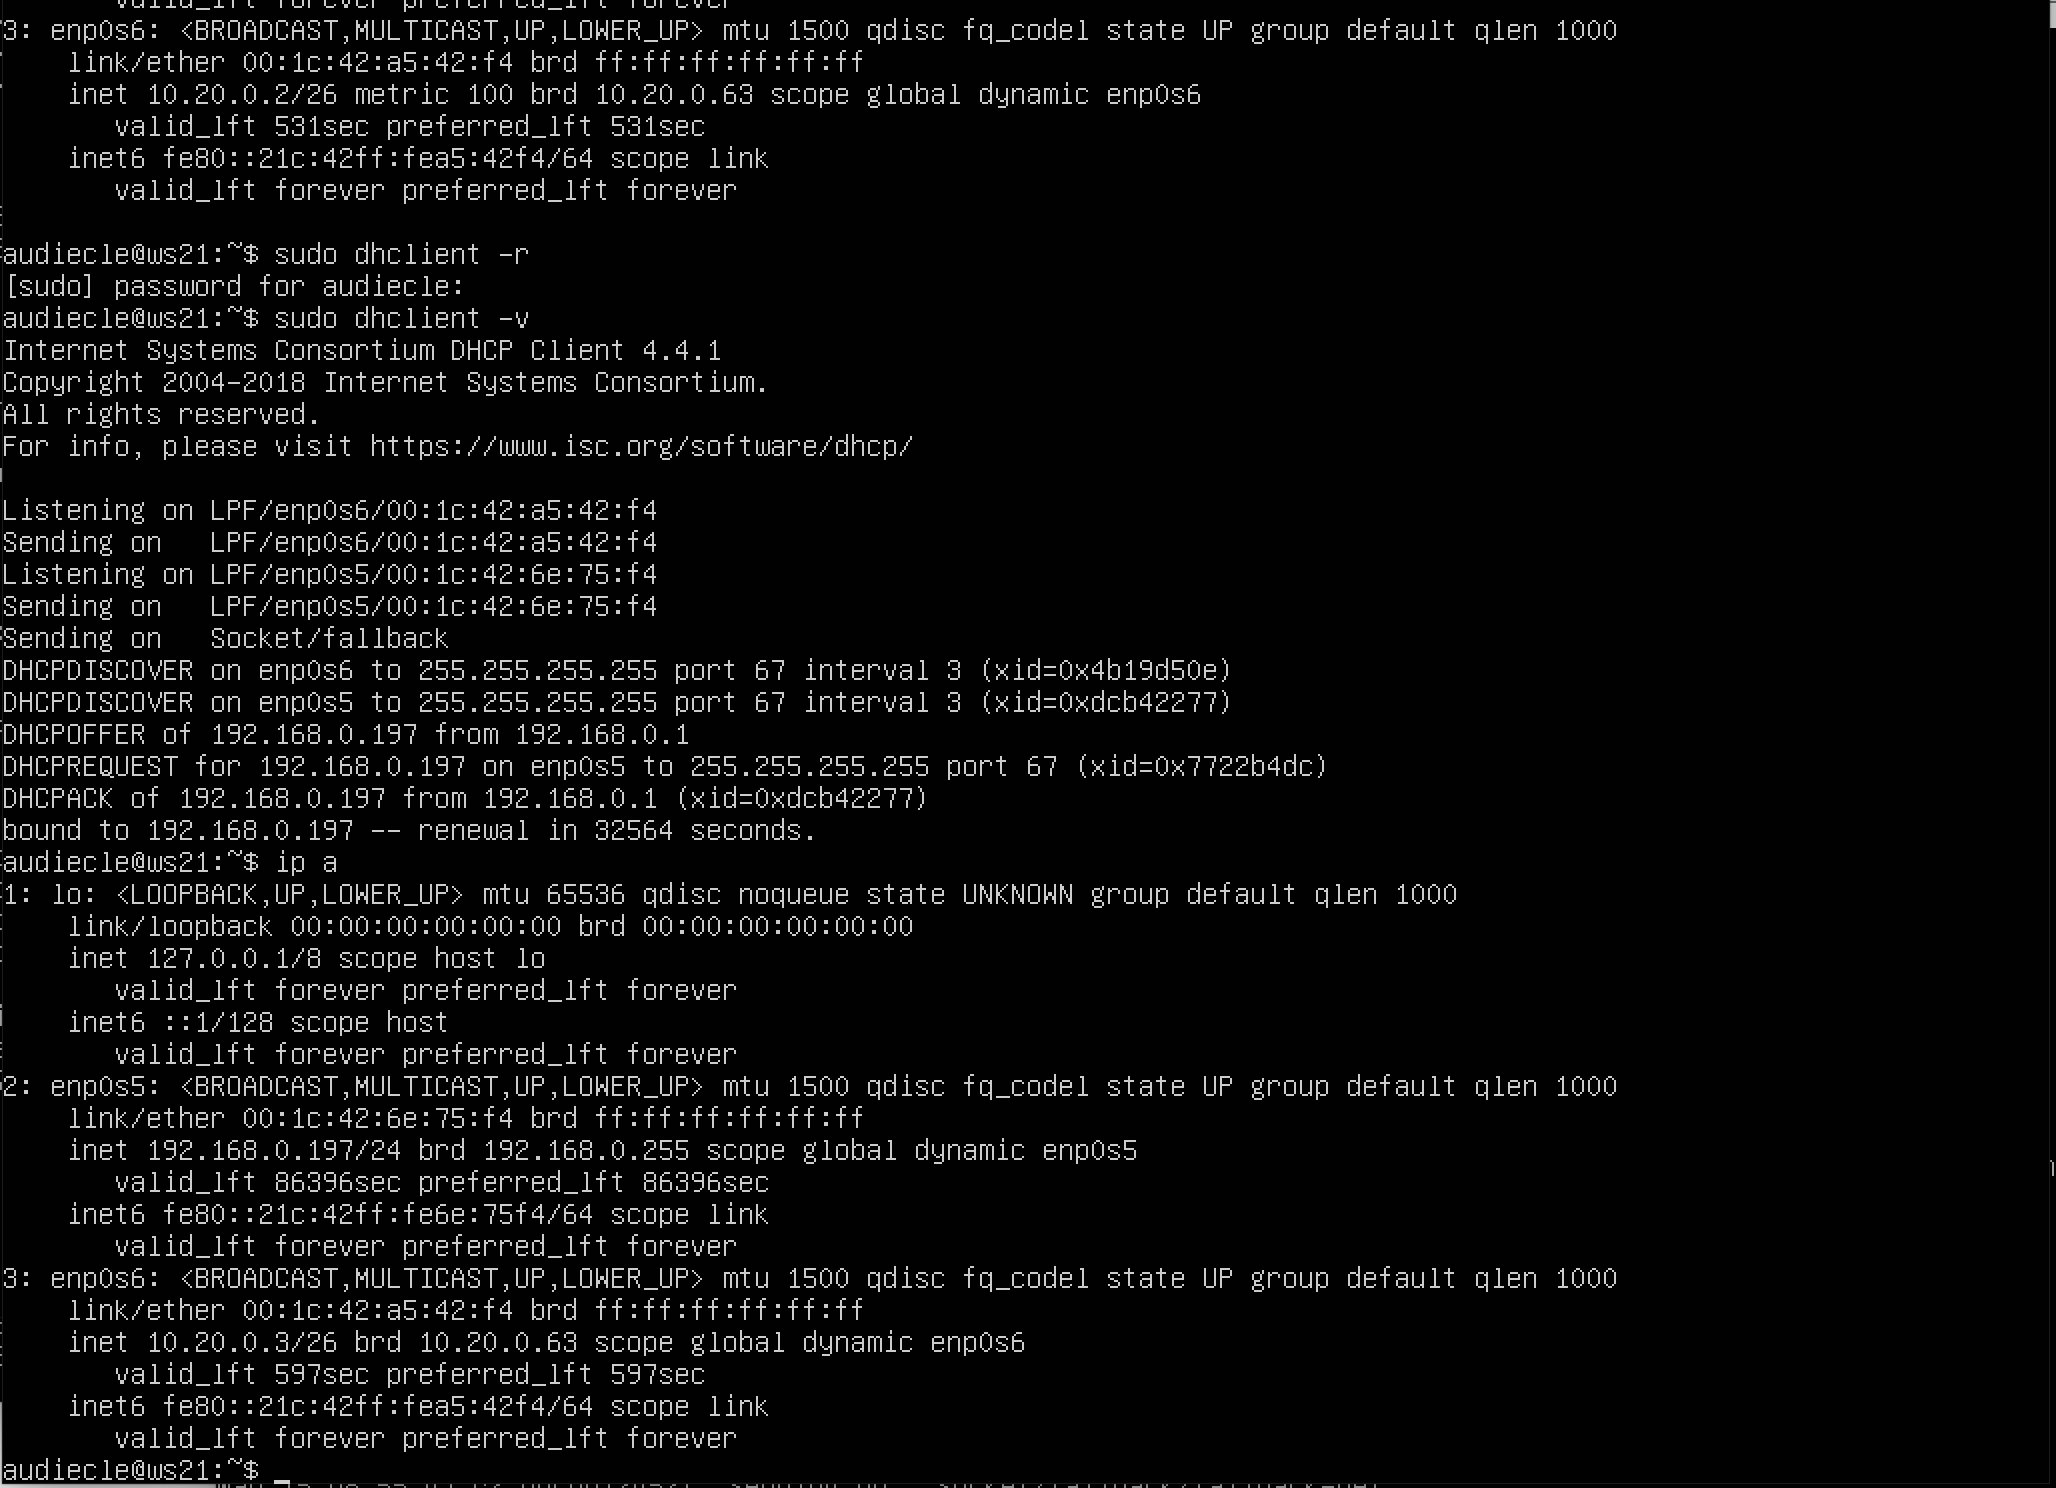 valid_lft forever preferred_lft forever
3: enp0s6: <BROADCAST,MULTICAST,UP,LOWER_UP> mtu 1500 qdisc fq_codel state UP group default qlen 1000
    link/ether 00:1c:42:a5:42:f4 brd ff:ff:ff:ff:ff:ff
    inet 10.20.0.2/26 metric 100 brd 10.20.0.63 scope global dynamic enp0s6
       valid_lft 531sec preferred_lft 531sec
    inet6 fe80::21c:42ff:fea5:42f4/64 scope link
       valid_lft forever preferred_lft forever
audiecle@ws21:~$ sudo dhclient -r
[sudo] password for audiecle:
audiecle@ws21:~$ sudo dhclient -v
Internet Systems Consortium DHCP Client 4.4.1
Copyright 2004-2018 Internet Systems Consortium.
All rights reserved.
For info, please visit https://www.isc.org/software/dhcp/
Listening on LPF/enp0s6/00:1c:42:a5:42:f4
Sending on   LPF/enp0s6/00:1c:42:a5:42:f4
Listening on LPF/enp0s5/00:1c:42:6e:75:f4
Sending on   LPF/enp0s5/00:1c:42:6e:75:f4
Sending on   Socket/fallback
DHCPDISCOVER on enp0s6 to 255.255.255.255 port 67 interval 3 (xid=0x4b19d50e)
DHCPDISCOVER on enp0s5 to 255.255.255.255 port 67 interval 3 (xid=0xdcb42277)
DHCPOFFER of 192.168.0.197 from 192.168.0.1
DHCPREQUEST for 192.168.0.197 on enp0s5 to 255.255.255.255 port 67 (xid=0x7722b4dc)
DHCPACK of 192.168.0.197 from 192.168.0.1 (xid=0xdcb42277)
bound to 192.168.0.197 -- renewal in 32564 seconds.
audiecle@ws21:~$ ip a
1: lo: <LOOPBACK,UP,LOWER_UP> mtu 65536 qdisc noqueue state UNKNOWN group default qlen 1000
    link/loopback 00:00:00:00:00:00 brd 00:00:00:00:00:00
    inet 127.0.0.1/8 scope host lo
       valid_lft forever preferred_lft forever
    inet6 ::1/128 scope host
       valid_lft forever preferred_lft forever
2: enp0s5: <BROADCAST,MULTICAST,UP,LOWER_UP> mtu 1500 qdisc fq_codel state UP group default qlen 1000
    link/ether 00:1c:42:6e:75:f4 brd ff:ff:ff:ff:ff:ff
    inet 192.168.0.197/24 brd 192.168.0.255 scope global dynamic enp0s5
       valid_lft 86396sec preferred_lft 86396sec
    inet6 fe80::21c:42ff:fe6e:75f4/64 scope link
       valid_lft forever preferred_lft forever
3: enp0s6: <BROADCAST,MULTICAST,UP,LOWER_UP> mtu 1500 qdisc fq_codel state UP group default qlen 1000
    link/ether 00:1c:42:a5:42:f4 brd ff:ff:ff:ff:ff:ff
    inet 10.20.0.3/26 brd 10.20.0.63 scope global dynamic enp0s6
       valid_lft 597sec preferred_lft 597sec
    inet6 fe80::21c:42ff:fea5:42f4/64 scope link
       valid_lft forever preferred_lft forever
audiecle@ws21:~$ _